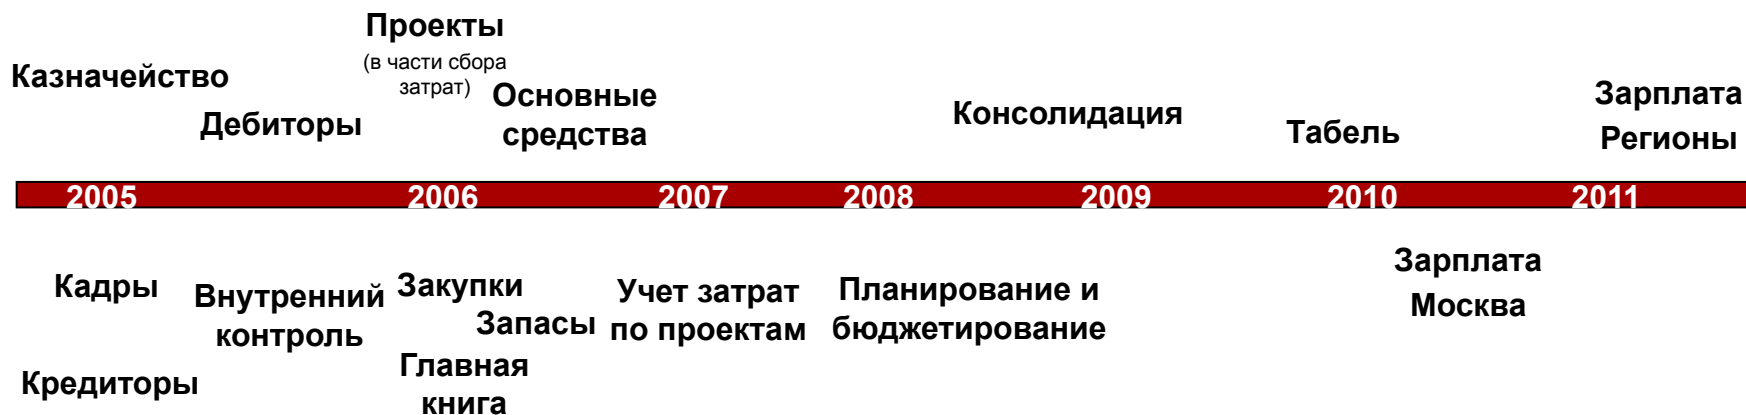 Проекты
(в части сбора
затрат)
Казначейство
Дебиторы
Основные
средства
Консолидация
Табель
Зарплата
Регионы
2005 2006 2007 2008 2009 2010 2011
Кадры
Внутренний
контроль
Закупки
Запасы
Учет затрат
по проектам
Планирование и
бюджетирование
Зарплата
Москва
Кредиторы
Главная
книга